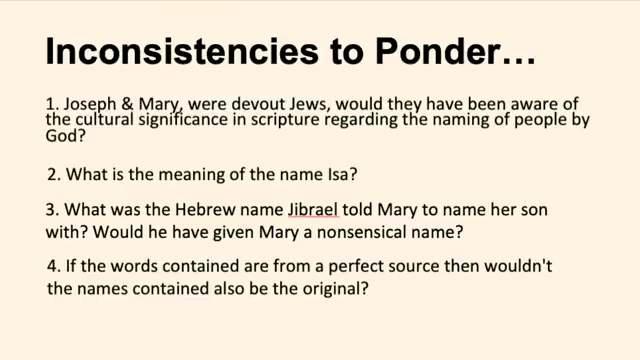 Inconsistencies to Ponder...
1. Joseph & Mary, were devout Jews, would they have been aware of
the cultural significance in scripture regarding the naming of people by
God?
2. What is the meaning of the name Isa?
3. What was the Hebrew name Jibrael told Mary to name her son
with? Would he have given Mary a nonsensical name?
4. If the words contained are from a perfect source then wouldn't
the names contained also be the original?